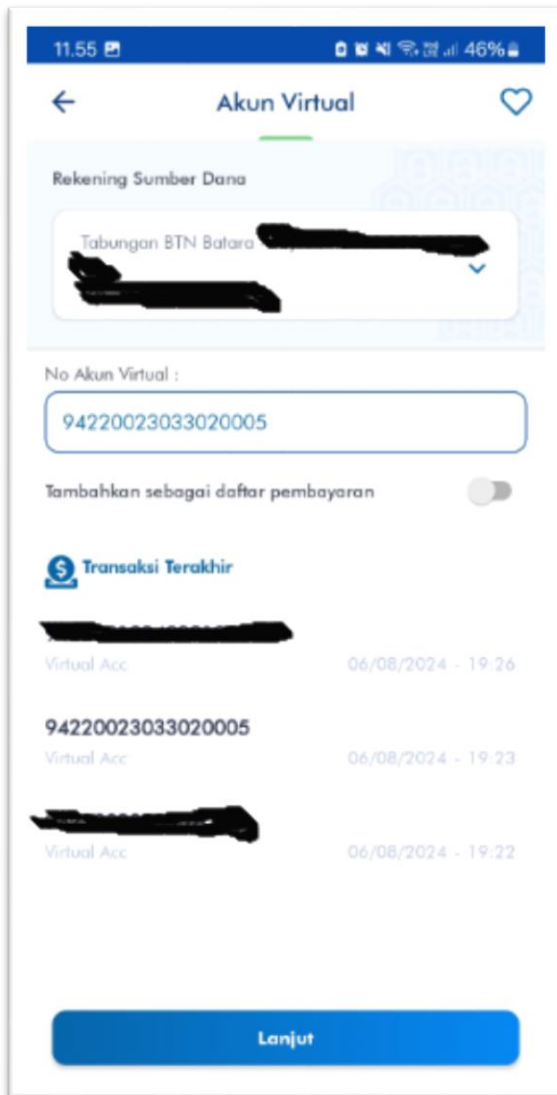 11.55 46%
Akun Virtual
Rekening Sumber Dana
Tabungan BTN Batara
No Akun Virtual :
94220023033020005
Tambahkan sebagai daftar pembayaran
Transaksi Terakhir
Virtual Acc 06/08/2024 - 19:26
94220023033020005
Virtual Acc 06/08/2024 - 19:23
Virtual Acc 06/08/2024 - 19:22
Lanjut